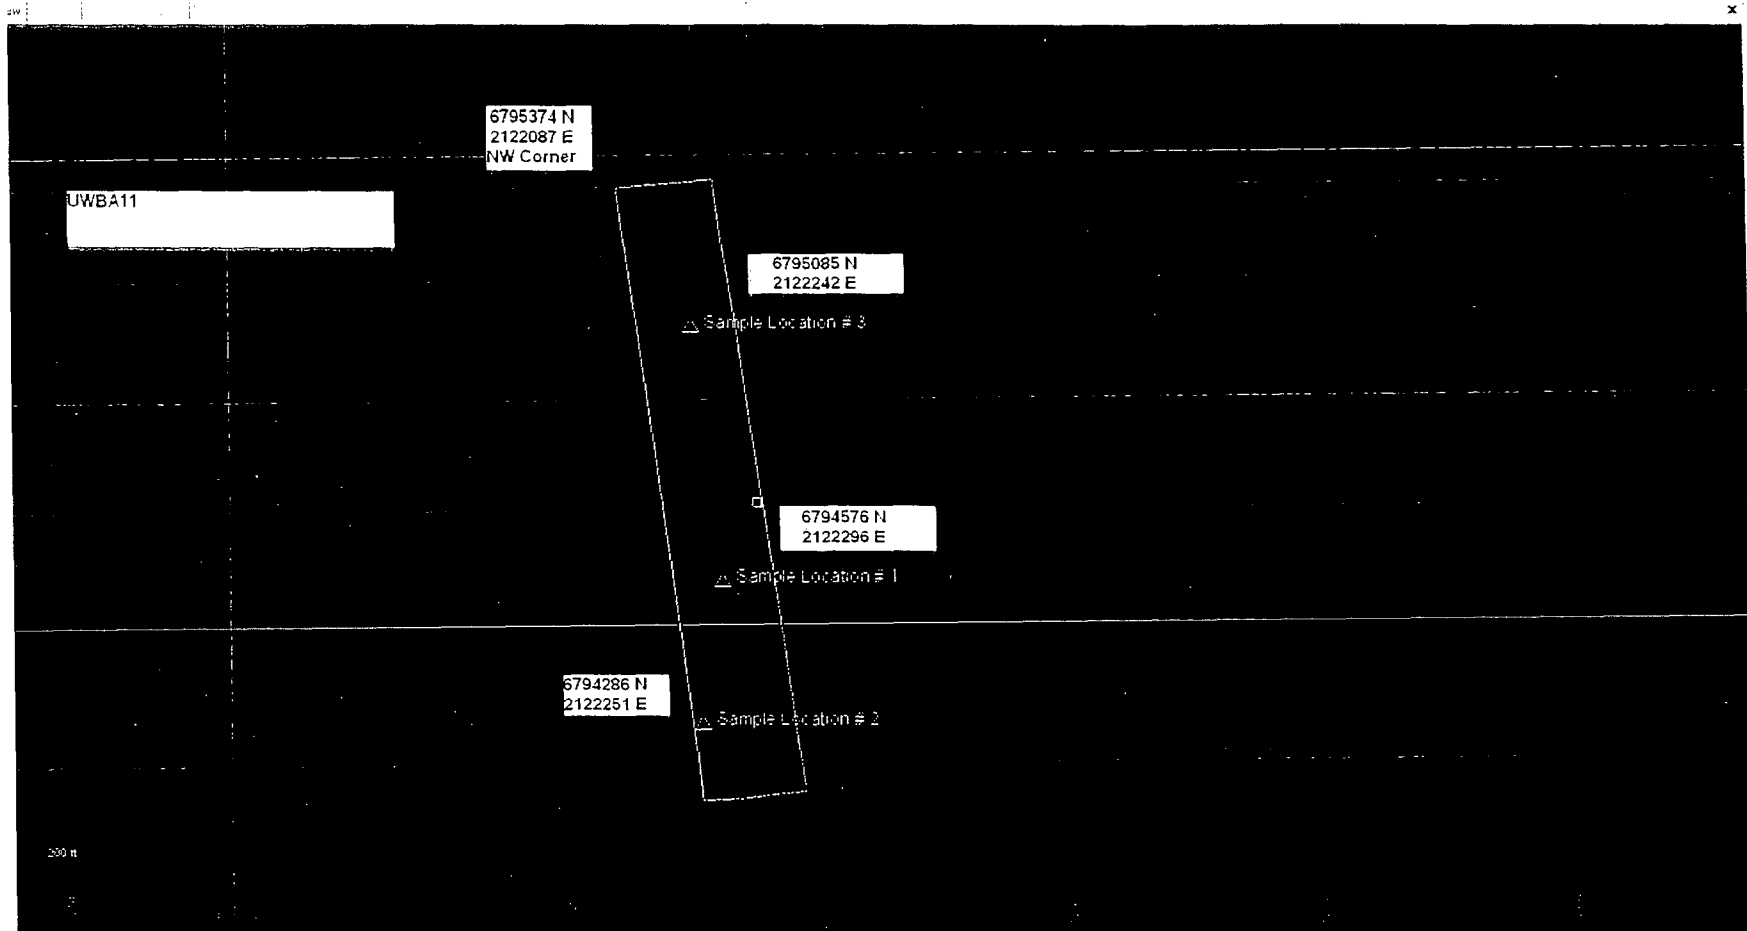 6795374 N
2122087 E
NW Corner
UWBA11
6795085 N
2122242 E
Sample Location # 3
6794576 N
2122296 E
Sample Location # 1
6794286 N
2122251 E
Sample Location # 2
200 ft